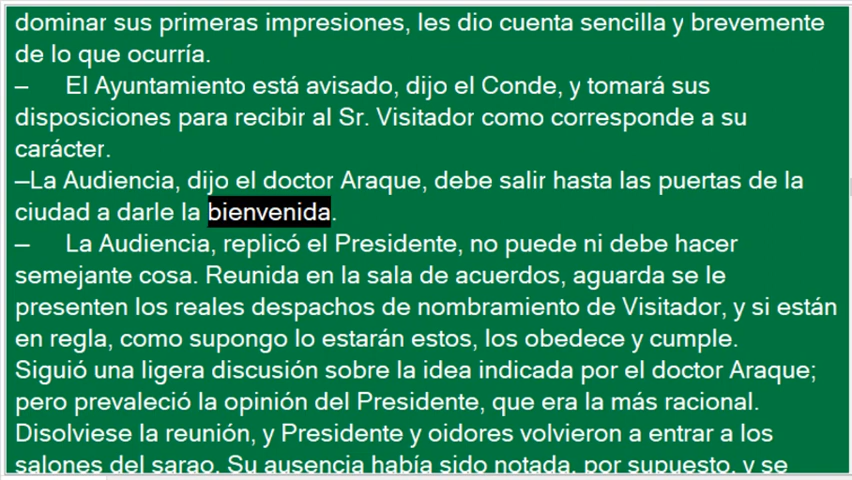 dominar sus primeras impresiones, les dio cuenta sencilla y brevemente
de lo que ocurría.
– El Ayuntamiento está avisado, dijo el Conde, y tomará sus
disposiciones para recibir al Sr. Visitador como corresponde a su
carácter.
–La Audiencia, dijo el doctor Araque, debe salir hasta las puertas de la
ciudad a darle la bienvenida.
– La Audiencia, replicó el Presidente, no puede ni debe hacer
semejante cosa. Reunida en la sala de acuerdos, aguarda se le
presenten los reales despachos de nombramiento de Visitador, y si están
en regla, como supongo lo estarán estos, los obedece y cumple.
Siguió una ligera discusión sobre la idea indicada por el doctor Araque;
pero prevaleció la opinión del Presidente, que era la más racional.
Disolviese la reunión, y Presidente y oidores volvieron a entrar a los
salones del sarao. Su ausencia había sido notada, por supuesto, y se